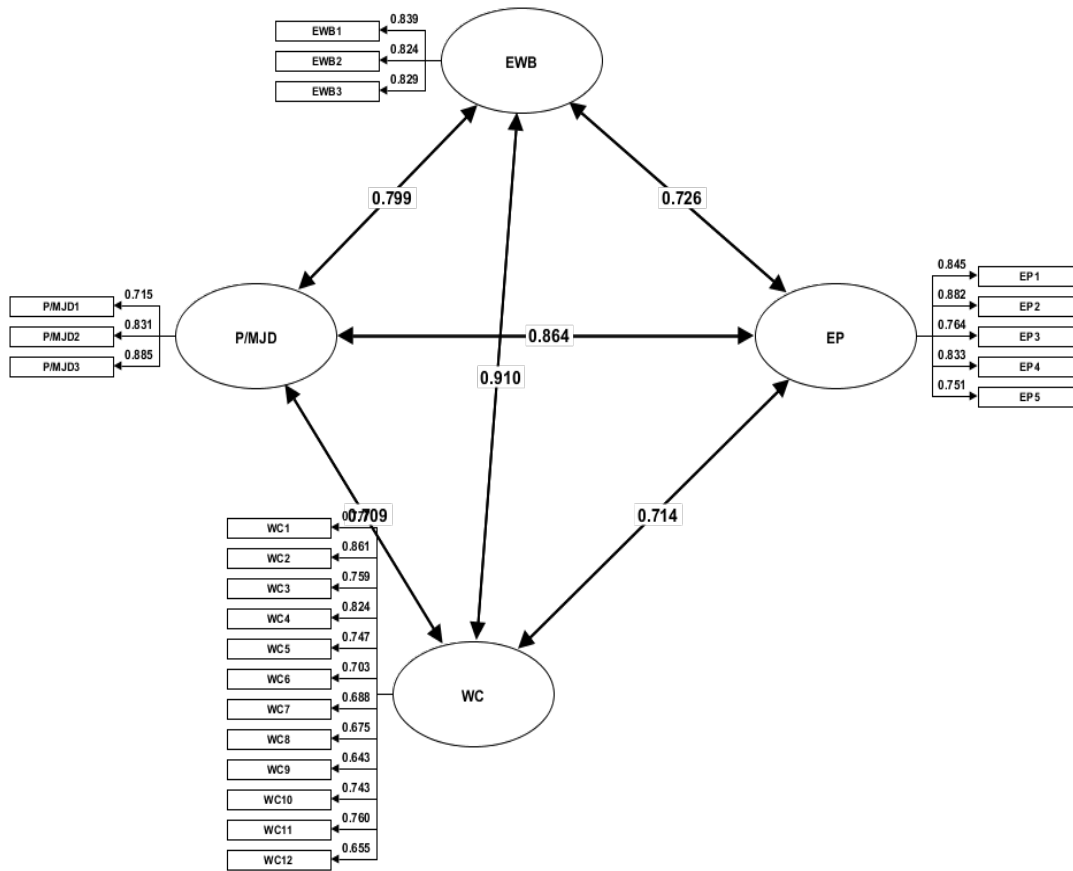 EWB1 0.839
EWB2 0.824
EWB3 0.829
EWB
0.799
0.726
P/MJD1 0.715
P/MJD2 0.831
P/MJD3 0.885
P/MJD
0.864
EP
0.845 EP1
0.882 EP2
0.764 EP3
0.833 EP4
0.751 EP5
0.910
0.709
0.714
WC1
WC2 0.861
WC3 0.759
WC4 0.824
WC5 0.747
WC6 0.703
WC7 0.688
WC8 0.675
WC9 0.643
WC10 0.743
WC11 0.760
WC12 0.655
WC